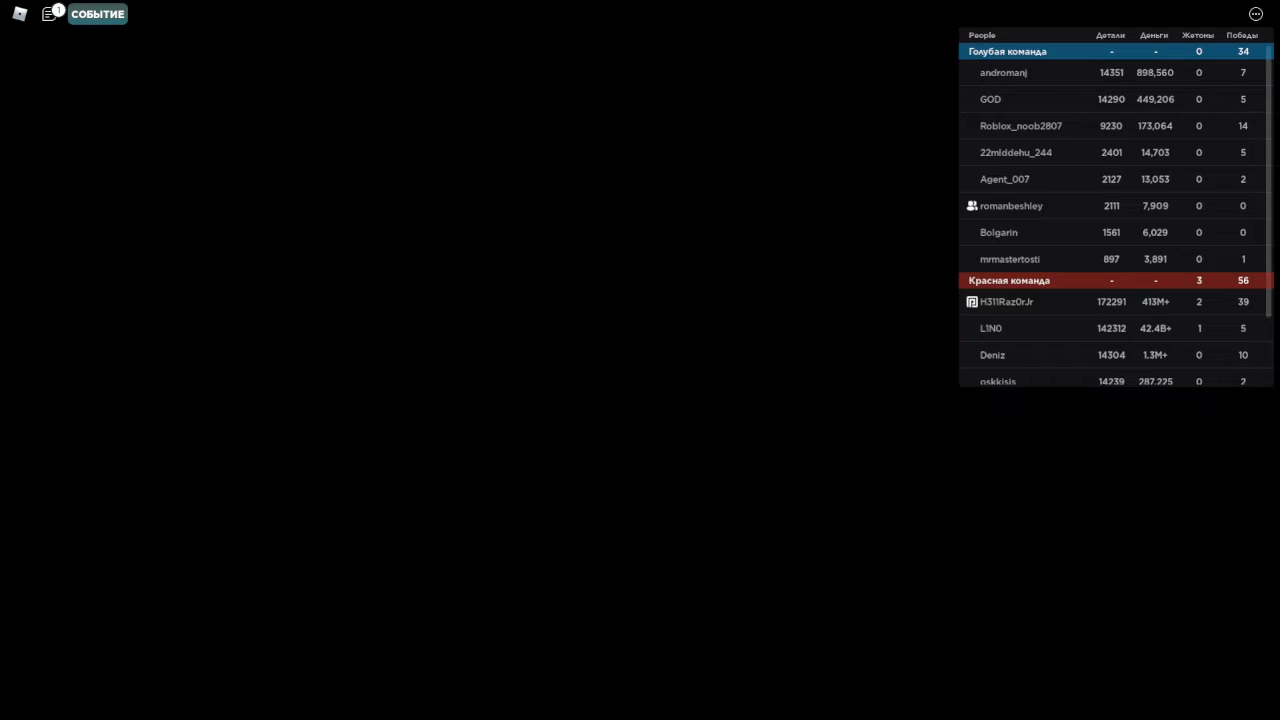 1 СОБЫТИЕ
People Детали Деньги Жетоны Победы
Голубая команда - - 0 34
andromanj 14351 898,560 0 7
GOD 14290 449,206 0 5
Roblox_noob2807 9230 173,064 0 14
22mlddehu_244 2401 14,703 0 5
Agent_007 2127 13,053 0 2
romanbeshley 2111 7,909 0 0
Bolgarin 1561 6,029 0 0
mrmastertosti 897 3,891 0 1
Красная команда - - 3 56
H311Raz0rJr 172291 413M+ 2 39
L1N0 142312 42.4B+ 1 5
Deniz 14304 1.3M+ 0 10
oskkisis 14239 287,225 0 2